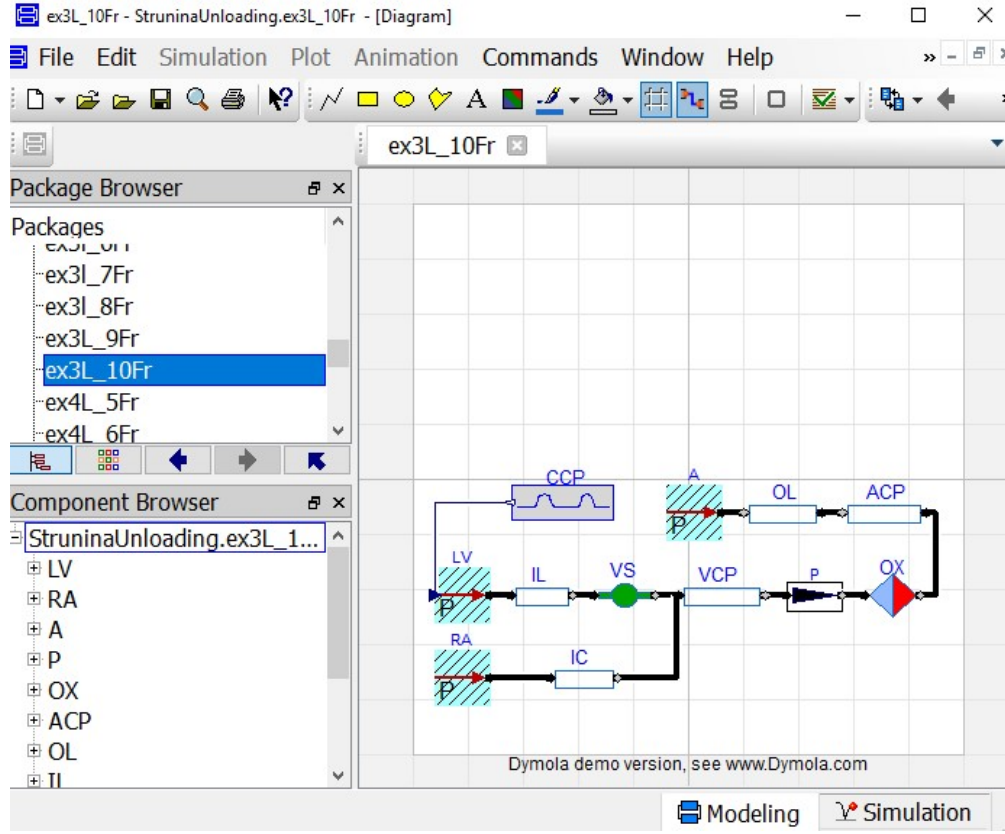 ex3L_10Fr - StruninaUnloading.ex3L_10Fr - [Diagram]
File Edit Simulation Plot Animation Commands Window Help »
A
ex3L_10Fr
Package Browser
Packages
ex3l_7Fr
ex3l_8Fr
ex3L_9Fr
ex3L_10Fr
ex4L_5Fr
ex4L_6Fr
Component Browser
StruninaUnloading.ex3L_1...
LV
RA
A
P
OX
ACP
OL
IL
CCP
A
OL
ACP
P
LV
IL
VS
VCP
P
OX
P
RA
IC
P
Dymola demo version, see www.Dymola.com
Modeling
Simulation